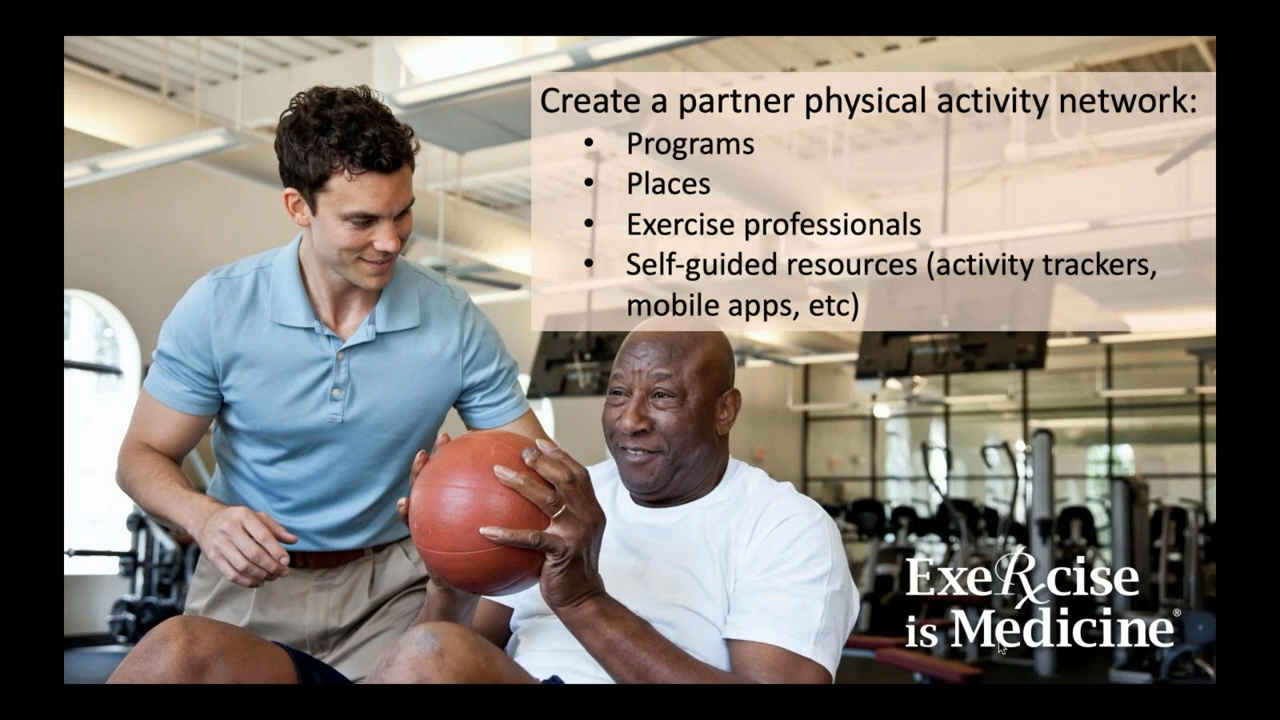 Create a partner physical activity network:
• Programs
• Places
• Exercise professionals
• Self-guided resources (activity trackers,
mobile apps, etc)
ExeRxcise
is Medicine®